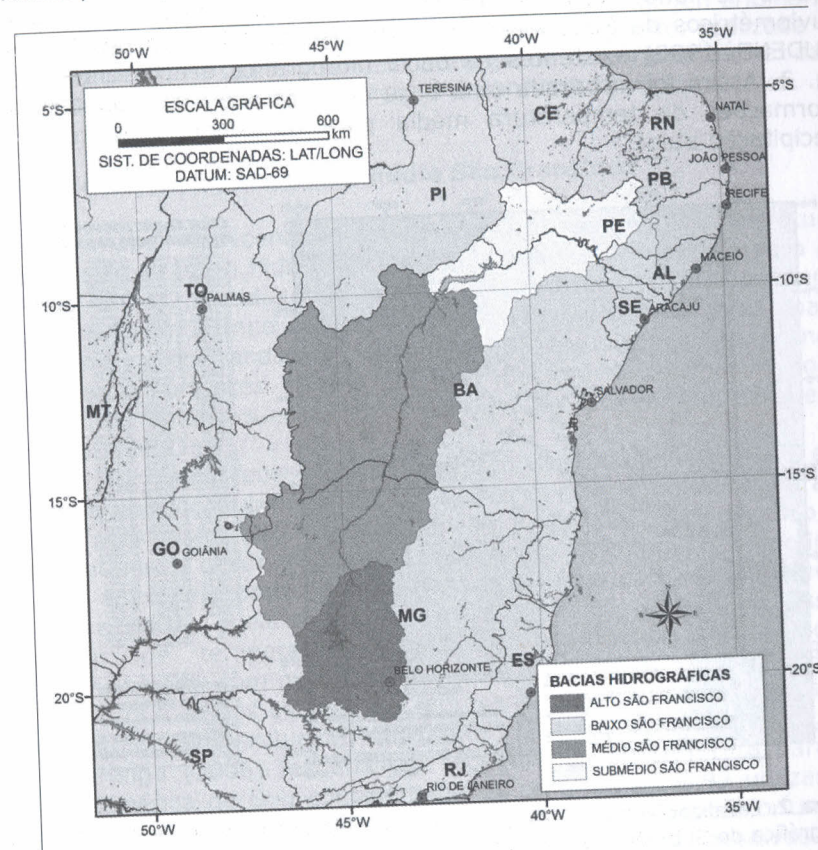 50°W 45°W 40°W 35°W
5°S 5°S
ESCALA GRÁFICA
0 300 600
km
SIST. DE COORDENADAS: LAT/LONG
DATUM: SAD-69
TERESINA
CE
RN
NATAL
JOÃO PESSOA
PB
PI
RECIFE
PE
MACEIÓ
AL
10°S 10°S
TO
PALMAS
SE
ARACAJU
BA
SALVADOR
MT
15°S 15°S
GO
GOIÂNIA
MG
BELO HORIZONTE
ES
20°S 20°S
BACIAS HIDROGRÁFICAS
ALTO SÃO FRANCISCO
BAIXO SÃO FRANCISCO
MÉDIO SÃO FRANCISCO
SUBMÉDIO SÃO FRANCISCO
SP
RJ
RIO DE JANEIRO
50°W 45°W 40°W 35°W